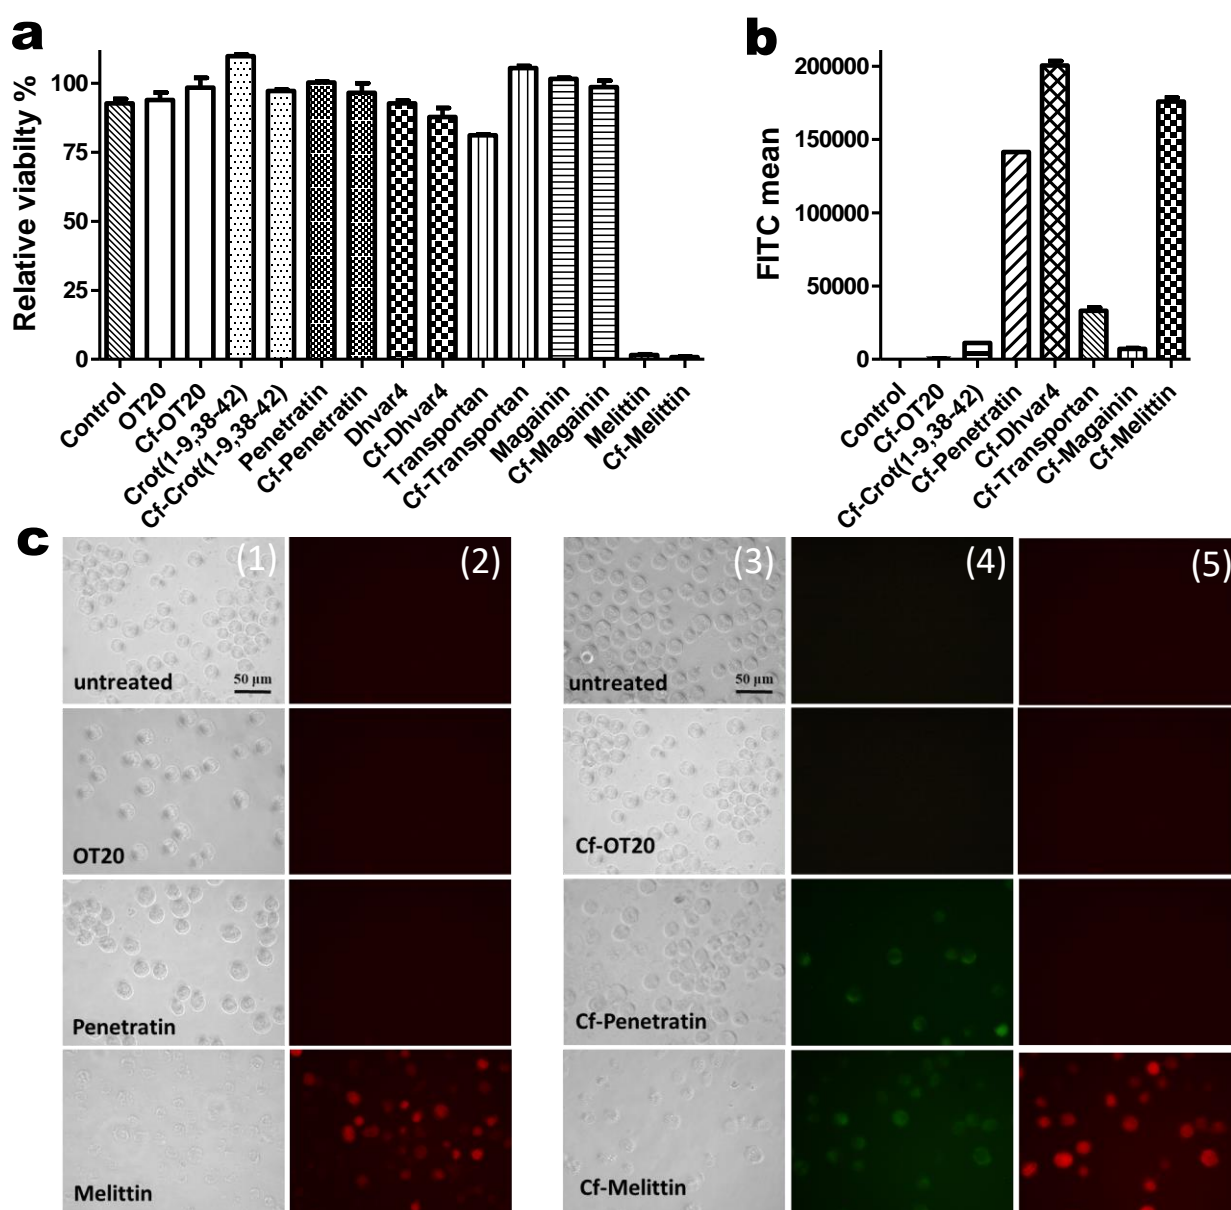 a
Relative viabilty %
100
75
50
25
0
Control
OT20
Cf-OT20
Crot(1-9,38-42)
Cf-Crot(1-9,38-42)
Penetratin
Cf-Penetratin
Dhvar4
Cf-Dhvar4
Transportan
Cf-Transportan
Magainin
Cf-Magainin
Melittin
Cf-Melittin
b
FITC mean
200000
150000
100000
50000
0
Control
Cf-OT20
Cf-Crot(1-9,38-42)
Cf-Penetratin
Cf-Dhvar4
Cf-Transportan
Cf-Magainin
Cf-Melittin
c
(1)
(2)
(3)
(4)
(5)
untreated
50 µm
untreated
50 µm
OT20
Cf-OT20
Penetratin
Cf-Penetratin
Melittin
Cf-Melittin